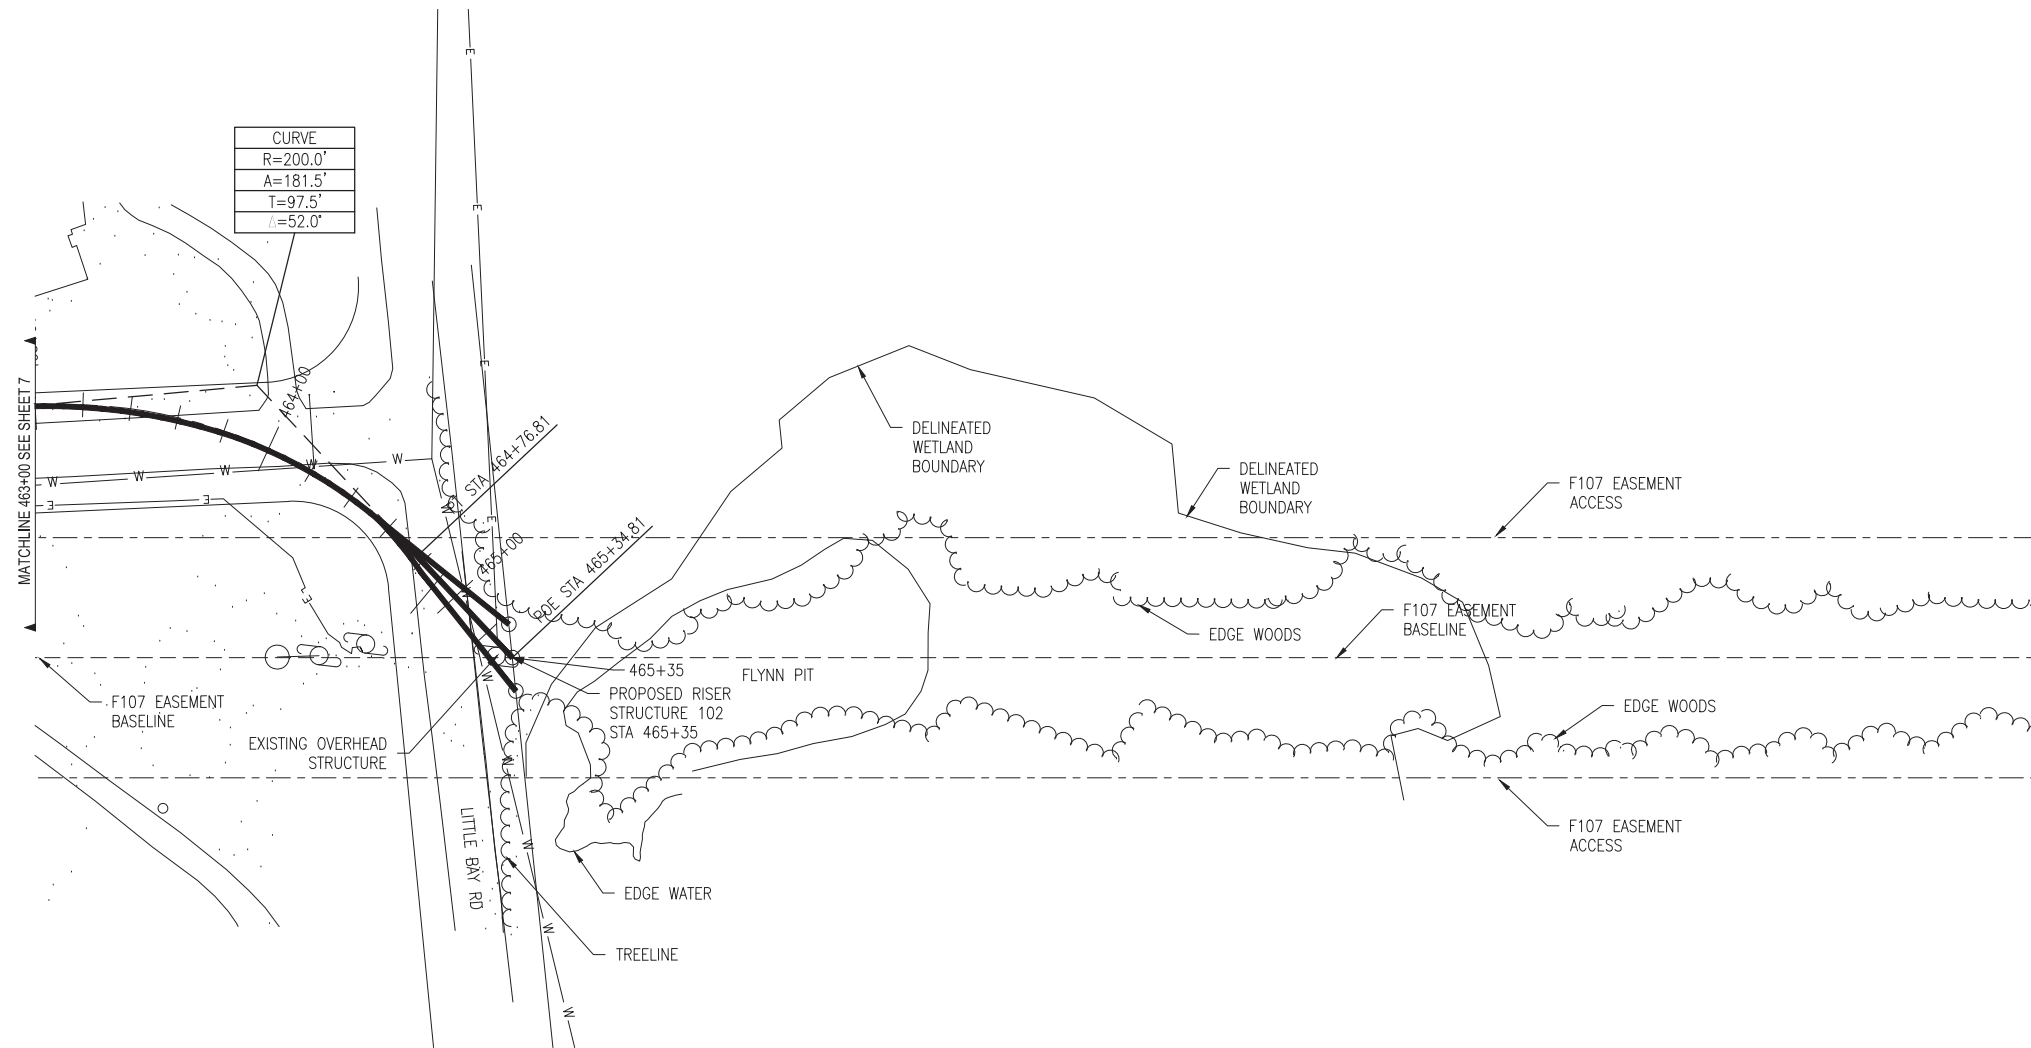 CURVE
R=200.0'
A=181.5'
T=97.5'
Δ=52.0°
MATCHLINE 463+00 SEE SHEET 7
464+00
STA 464+76.81
465+00
POE STA 465+34.81
465+35
PROPOSED RISER
STRUCTURE 102
STA 465+35
FLYNN PIT
F107 EASEMENT
BASELINE
EXISTING OVERHEAD
STRUCTURE
LITTLE BAY RD
EDGE WATER
TREELINE
DELINEATED
WETLAND
BOUNDARY
DELINEATED
WETLAND
BOUNDARY
F107 EASEMENT
ACCESS
F107 EASEMENT
BASELINE
EDGE WOODS
EDGE WOODS
F107 EASEMENT
ACCESS
E
E
E
E
E
E
E
W
W
W
W
W
W
W
W
W
W
W
W